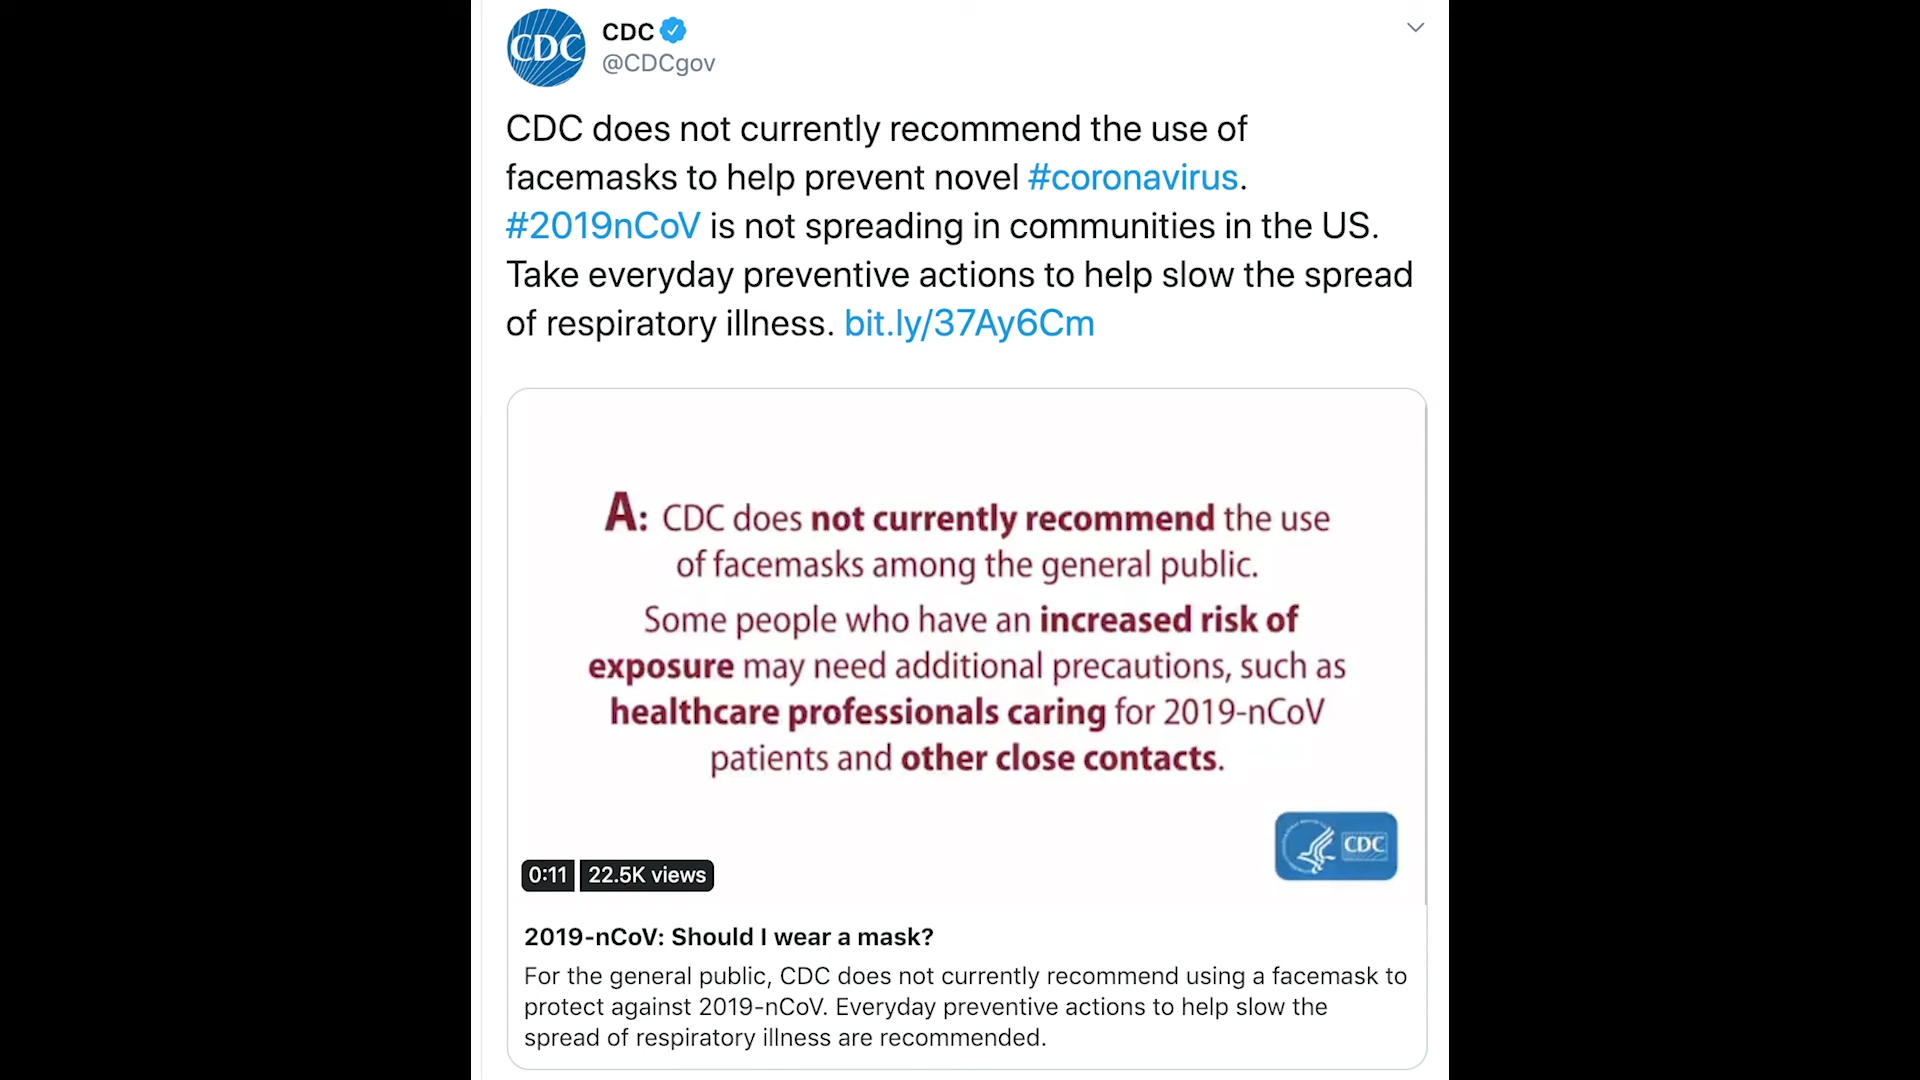 CDC
CDC
@CDCgov
CDC does not currently recommend the use of
facemasks to help prevent novel #coronavirus.
#2019nCoV is not spreading in communities in the US.
Take everyday preventive actions to help slow the spread
of respiratory illness. bit.ly/37Ay6Cm
A: CDC does not currently recommend the use
of facemasks among the general public.
Some people who have an increased risk of
exposure may need additional precautions, such as
healthcare professionals caring for 2019-nCoV
patients and other close contacts.
CDC
0:11 22.5K views
2019-nCoV: Should I wear a mask?
For the general public, CDC does not currently recommend using a facemask to
protect against 2019-nCoV. Everyday preventive actions to help slow the
spread of respiratory illness are recommended.